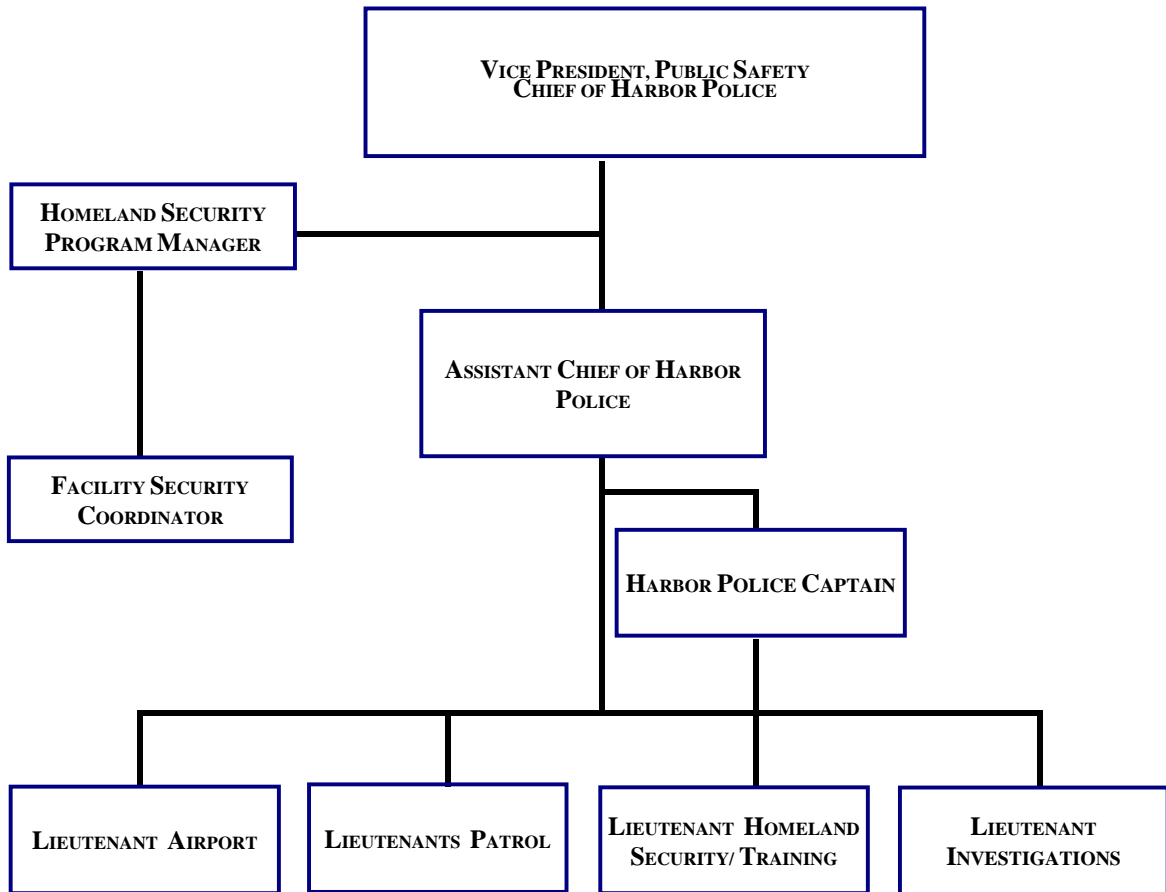 VICE PRESIDENT, PUBLIC SAFETY
CHIEF OF HARBOR POLICE
HOMELAND SECURITY
PROGRAM MANAGER
ASSISTANT CHIEF OF HARBOR
POLICE
FACILITY SECURITY
COORDINATOR
HARBOR POLICE CAPTAIN
LIEUTENANT AIRPORT
LIEUTENANTS PATROL
LIEUTENANT HOMELAND
SECURITY/ TRAINING
LIEUTENANT
INVESTIGATIONS